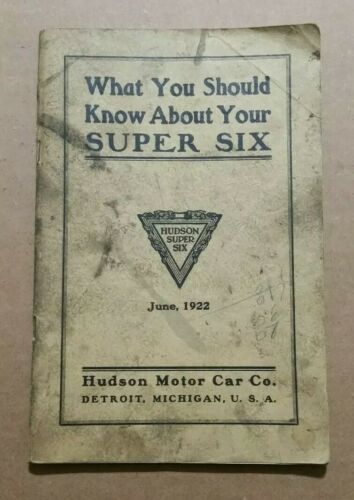 What You Should
Know About Your
SUPER SIX
HUDSON
SUPER
SIX
June, 1922
Hudson Motor Car Co.
DETROIT, MICHIGAN, U. S. A.